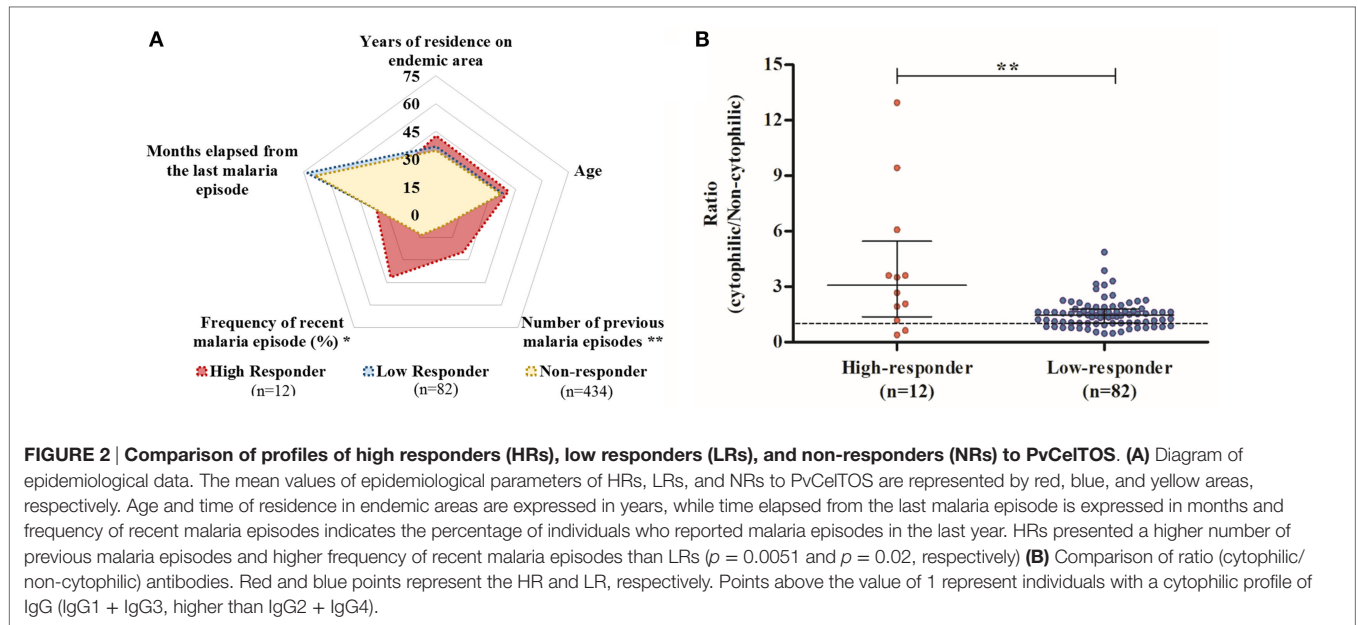 A
Years of residence on
endemic area
75
60
45
30
15
0
Age
Months elapsed from
the last malaria
episode
Frequency of recent
malaria episode (%) *
Number of previous
malaria episodes **
High Responder
(n=12)
Low Responder
(n=82)
Non-responder
(n=434)
B
**
15
12
9
6
3
0
Ratio
(cytophilic/Non-cytophilic)
High-responder
(n=12)
Low-responder
(n=82)
FIGURE 2 | Comparison of profiles of high responders (HRs), low responders (LRs), and non-responders (NRs) to PvCelTOS. (A) Diagram of
epidemiological data. The mean values of epidemiological parameters of HRs, LRs, and NRs to PvCelTOS are represented by red, blue, and yellow areas,
respectively. Age and time of residence in endemic areas are expressed in years, while time elapsed from the last malaria episode is expressed in months and
frequency of recent malaria episodes indicates the percentage of individuals who reported malaria episodes in the last year. HRs presented a higher number of
previous malaria episodes and higher frequency of recent malaria episodes than LRs (p = 0.0051 and p = 0.02, respectively) (B) Comparison of ratio (cytophilic/
non-cytophilic) antibodies. Red and blue points represent the HR and LR, respectively. Points above the value of 1 represent individuals with a cytophilic profile of
IgG (IgG1 + IgG3, higher than IgG2 + IgG4).